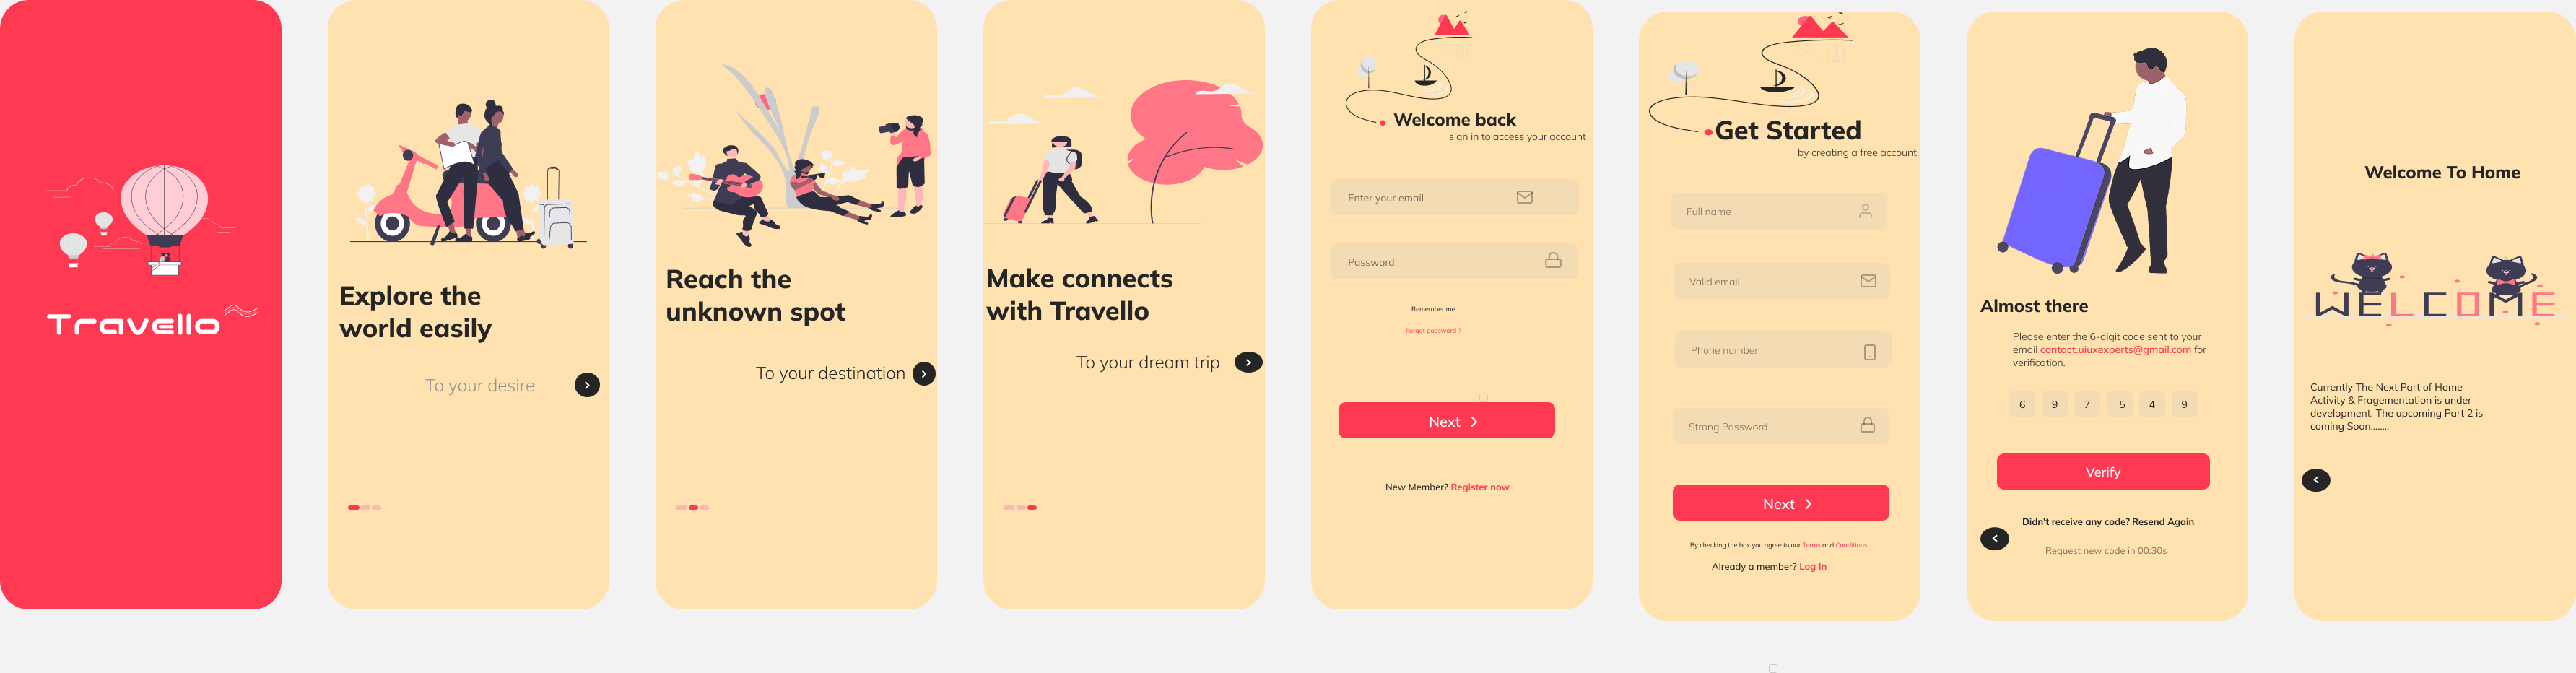 Travello
Explore the
world easily
To your desire
Reach the
unknown spot
To your destination
Make connects
with Travello
To your dream trip
Welcome back
sign in to access your account
Enter your email
Password
Remember me
Forgot password ?
Next
New Member? Register now
Get Started
by creating a free account.
Full name
Valid email
Phone number
Strong Password
Next
By checking the box you agree to our Terms and Conditions.
Already a member? Log In
Almost there
Please enter the 6-digit code sent to your
email contact.uiuxexperts@gmail.com for
verification.
6 9 7 5 4 9
Verify
Didn't receive any code? Resend Again
Request new code in 00:30s
Welcome To Home
WELCOME
Currently The Next Part of Home
Activity & Fragementation is under
development. The upcoming Part 2 is
coming Soon........